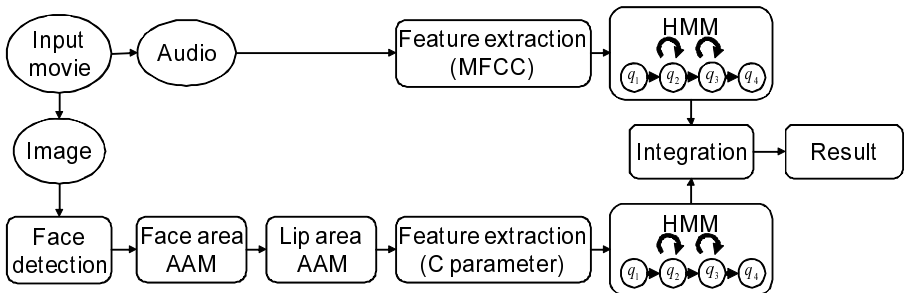 Input
movie
Audio
Feature extraction
(MFCC)
HMM
q1 q2 q3 q4
Image
Integration
Result
Face
detection
Face area
AAM
Lip area
AAM
Feature extraction
(C parameter)
HMM
q1 q2 q3 q4